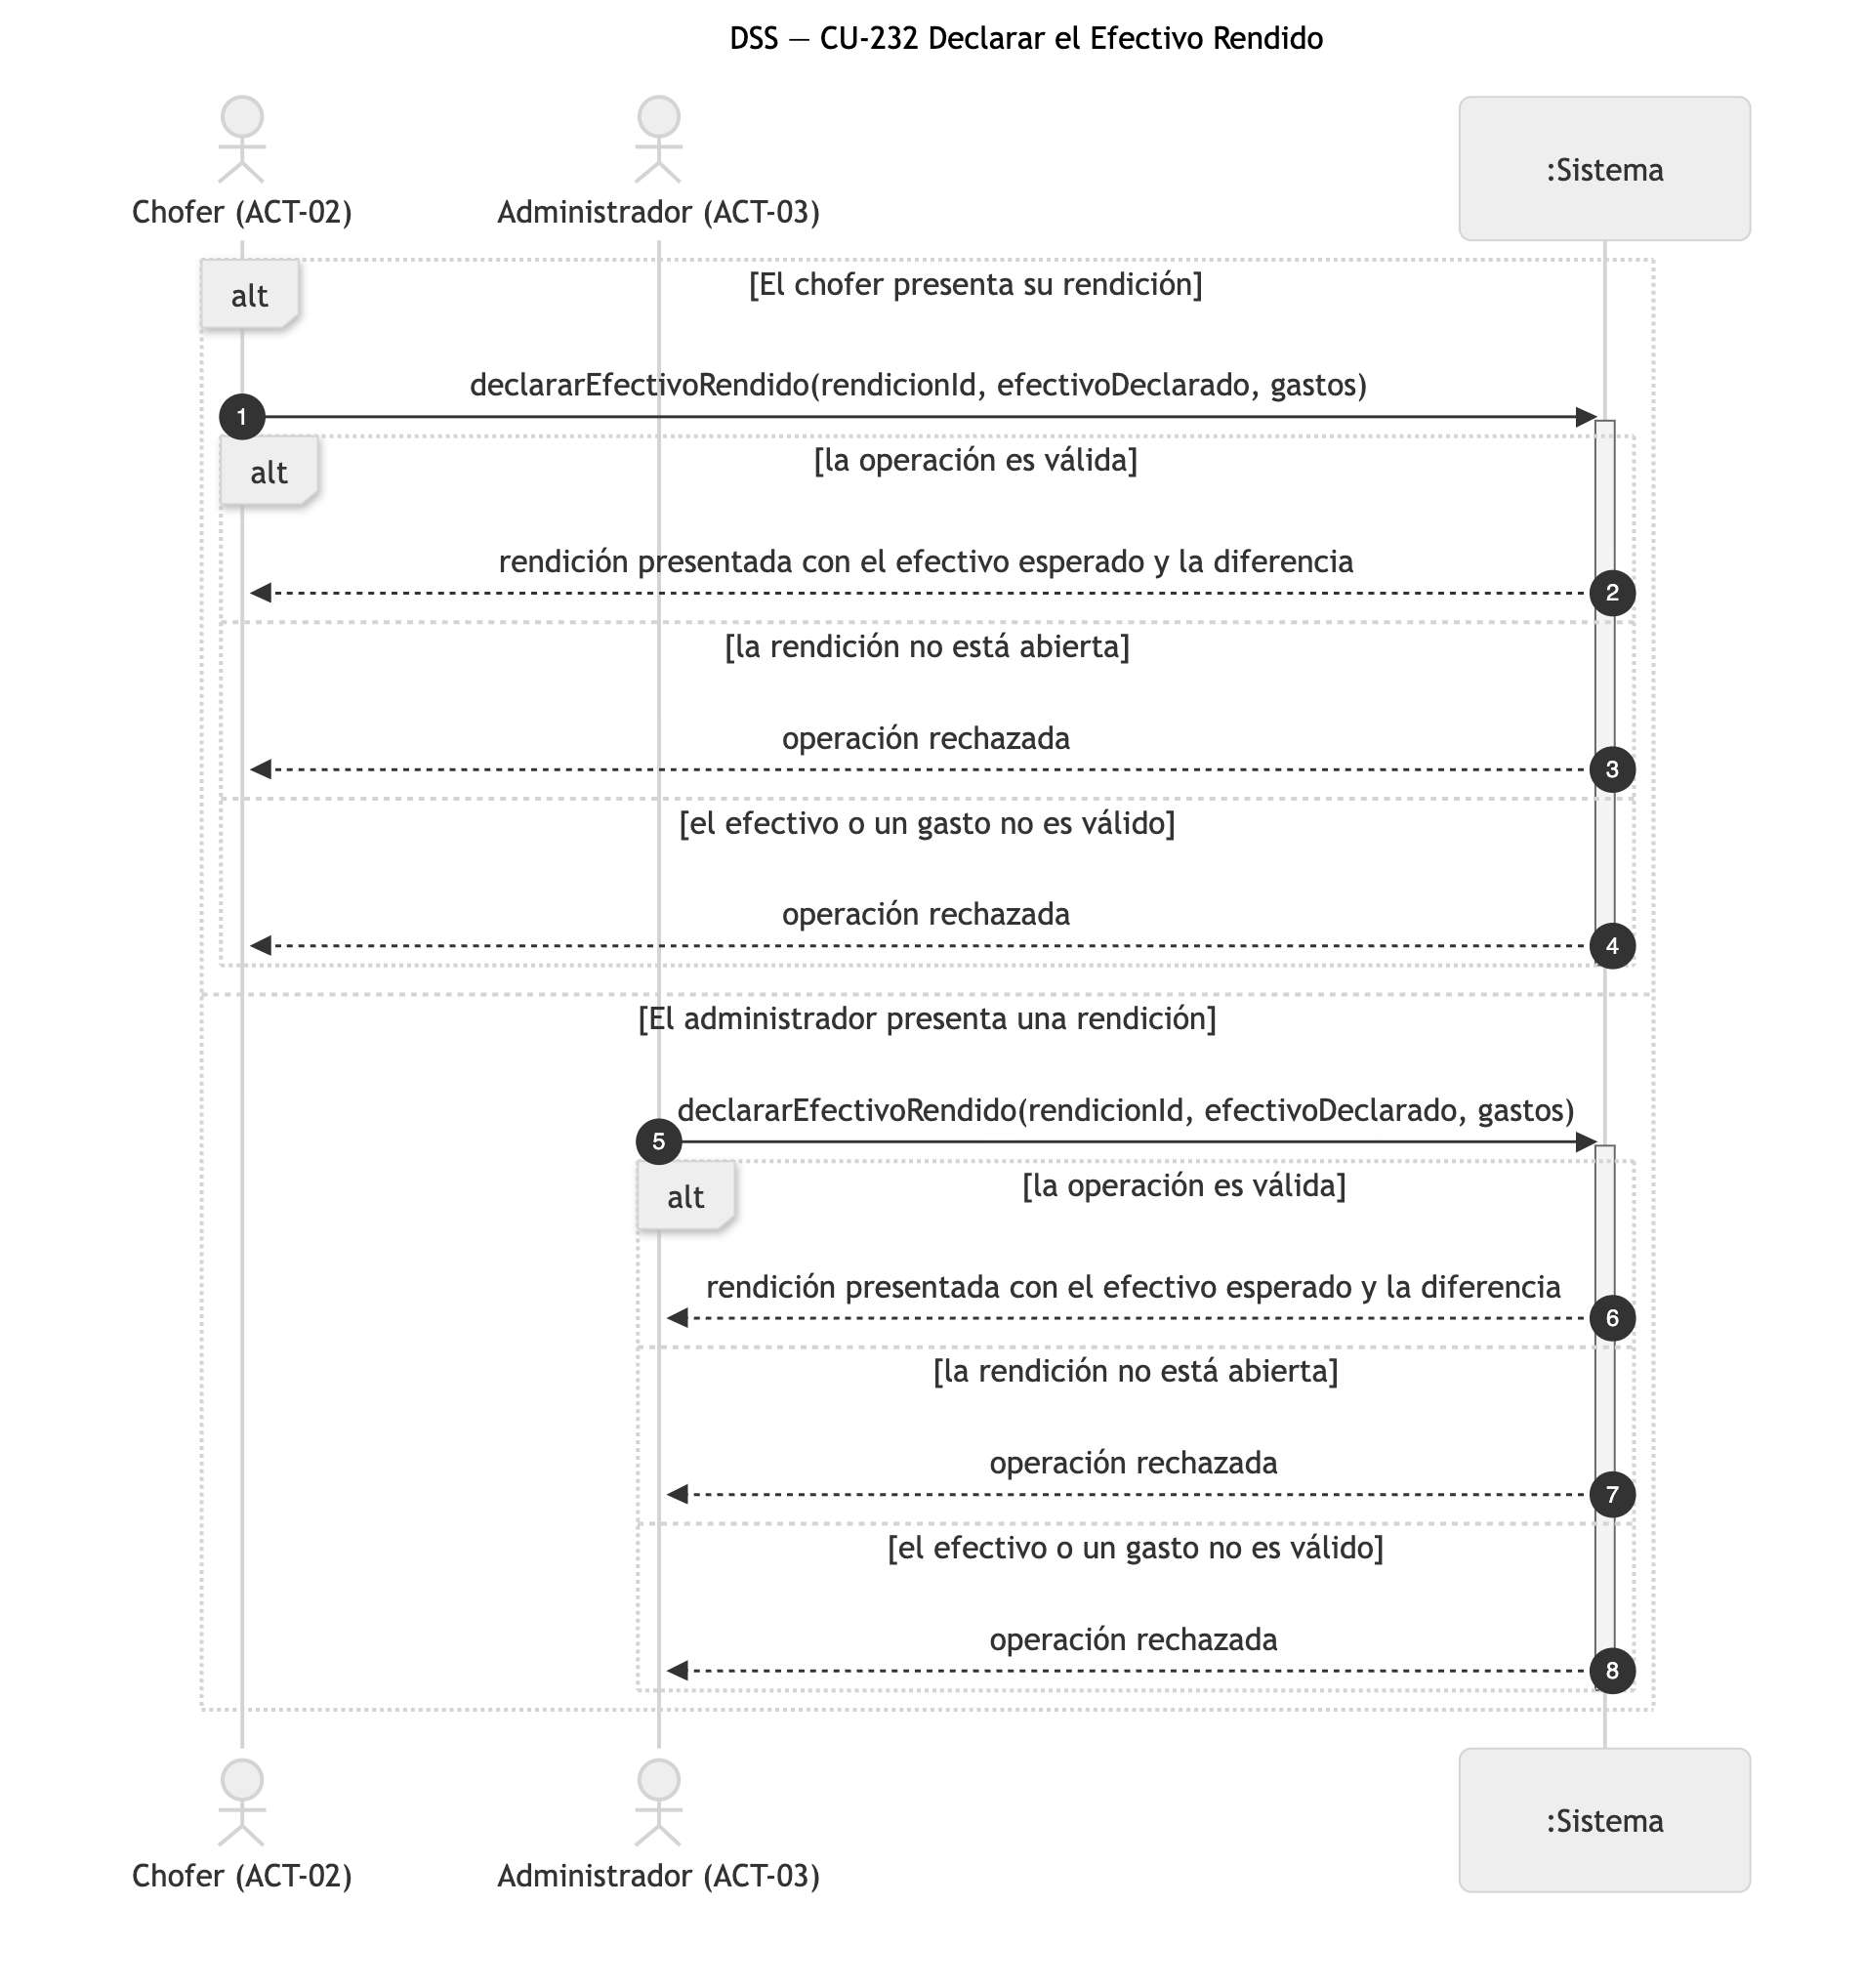 DSS — CU-232 Declarar el Efectivo Rendido
Chofer (ACT-02)
Administrador (ACT-03)
:Sistema
alt
[El chofer presenta su rendición]
declararEfectivoRendido(rendicionId, efectivoDeclarado, gastos)
1
alt
[la operación es válida]
rendición presentada con el efectivo esperado y la diferencia
2
[la rendición no está abierta]
operación rechazada
3
[el efectivo o un gasto no es válido]
operación rechazada
4
[El administrador presenta una rendición]
declararEfectivoRendido(rendicionId, efectivoDeclarado, gastos)
5
alt
[la operación es válida]
rendición presentada con el efectivo esperado y la diferencia
6
[la rendición no está abierta]
operación rechazada
7
[el efectivo o un gasto no es válido]
operación rechazada
8
Chofer (ACT-02)
Administrador (ACT-03)
:Sistema